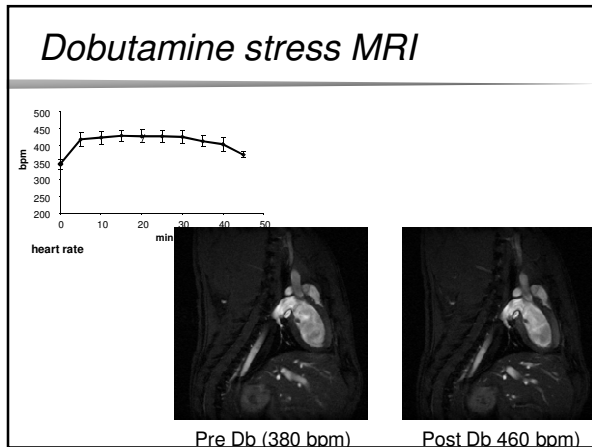 Dobutamine stress MRI
500
450
400
350
300
250
200
bpm
0 10 20 30 40 50
min
heart rate
Pre Db (380 bpm)
Post Db 460 bpm)